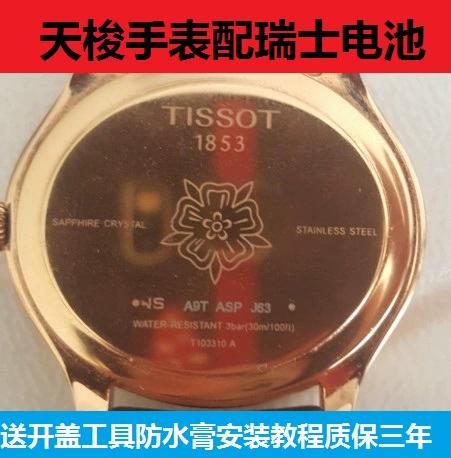 天梭手表配瑞士电池
TISSOT
1853
SAPPHIRE CRYSTAL
STAINLESS STEEL
A9T ASP J63
WATER-RESISTANT 3bar(30m/100ft)
T103310 A
送开盖工具防水膏安装教程质保三年